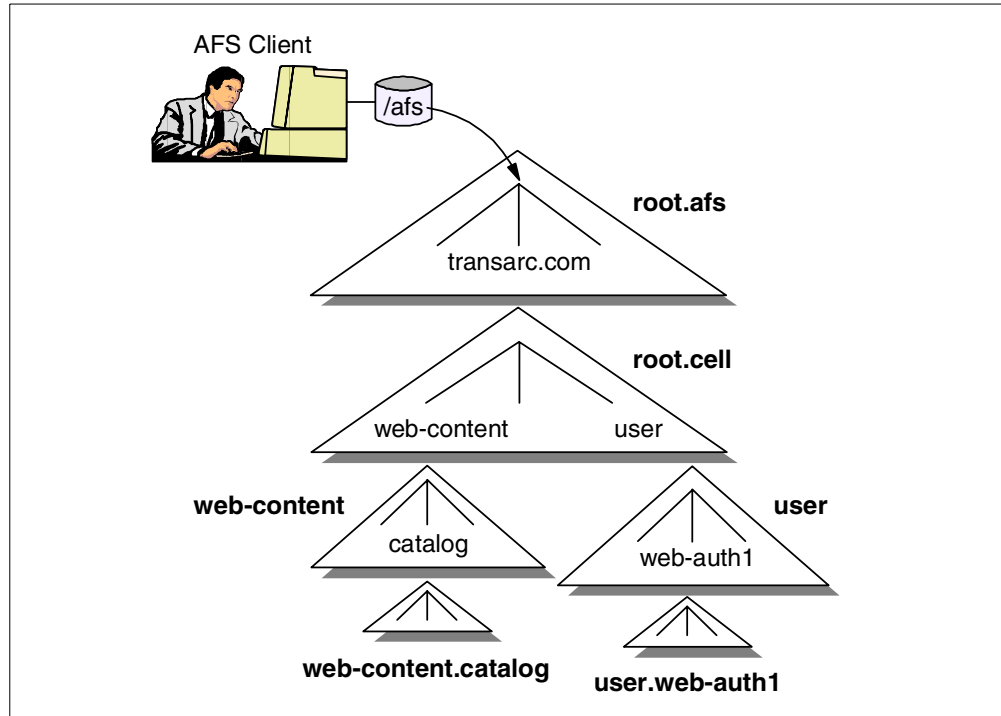 AFS Client
/afs
root.afs
transarc.com
root.cell
web-content
user
web-content
user
catalog
web-auth1
web-content.catalog
user.web-auth1